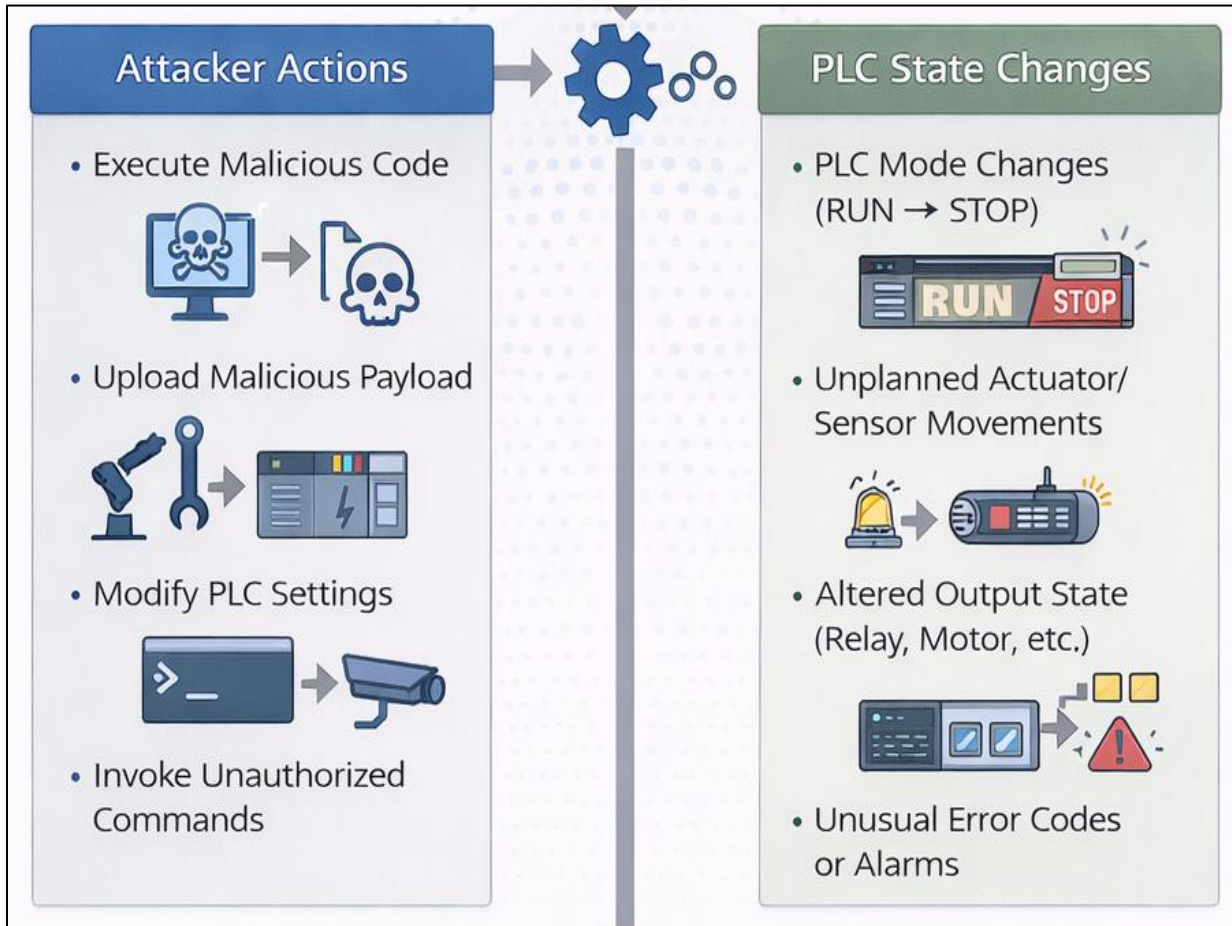 Attacker Actions
• Execute Malicious Code
• Upload Malicious Payload
• Modify PLC Settings
• Invoke Unauthorized
Commands
PLC State Changes
• PLC Mode Changes
(RUN → STOP)
RUN STOP
• Unplanned Actuator/
Sensor Movements
• Altered Output State
(Relay, Motor, etc.)
• Unusual Error Codes
or Alarms